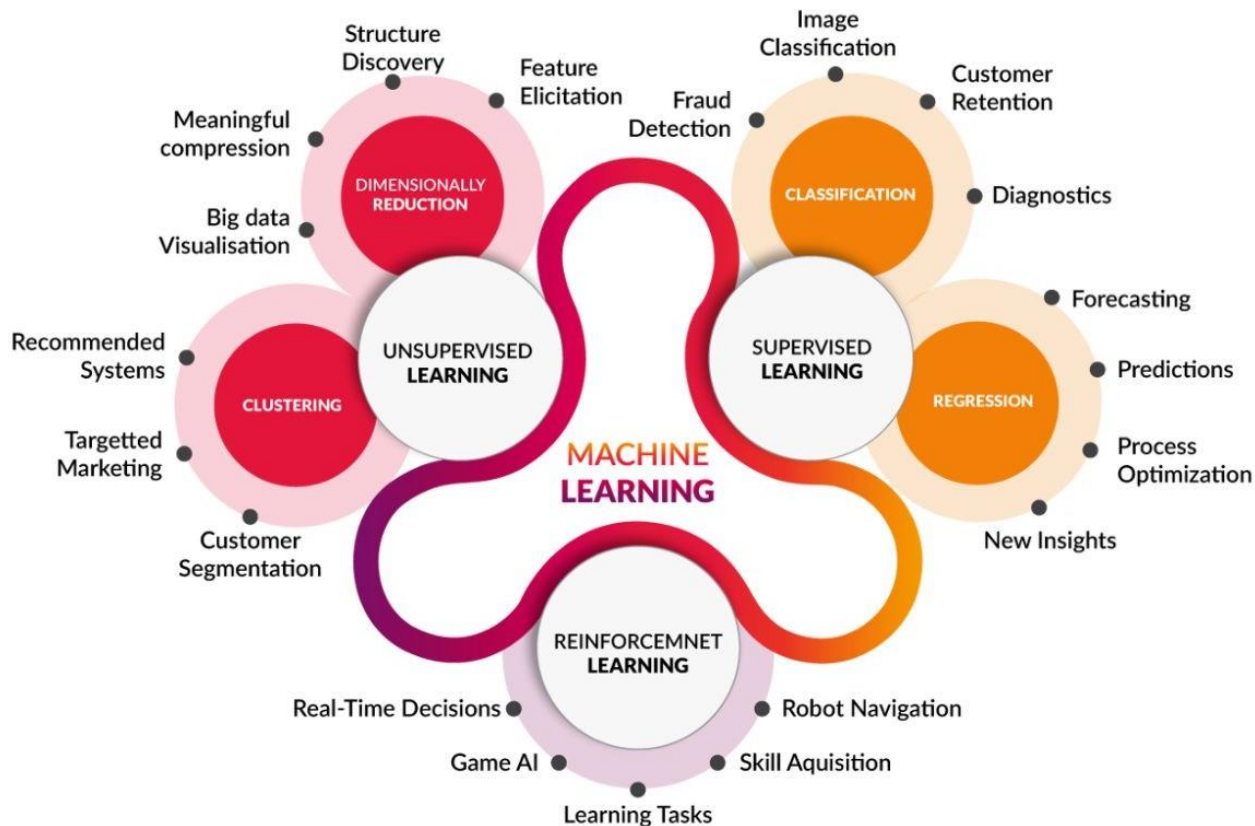 Structure
Discovery
Feature
Elicitation
Meaningful
compression
Big data
Visualisation
DIMENSIONALLY
REDUCTION
Recommended
Systems
Targetted
Marketing
Customer
Segmentation
CLUSTERING
UNSUPERVISED
LEARNING
Image
Classification
Customer
Retention
Fraud
Detection
Diagnostics
CLASSIFICATION
SUPERVISED
LEARNING
Forecasting
Predictions
Process
Optimization
New Insights
REGRESSION
MACHINE
LEARNING
REINFORCEMNET
LEARNING
Real-Time Decisions
Game AI
Learning Tasks
Skill Aquisition
Robot Navigation